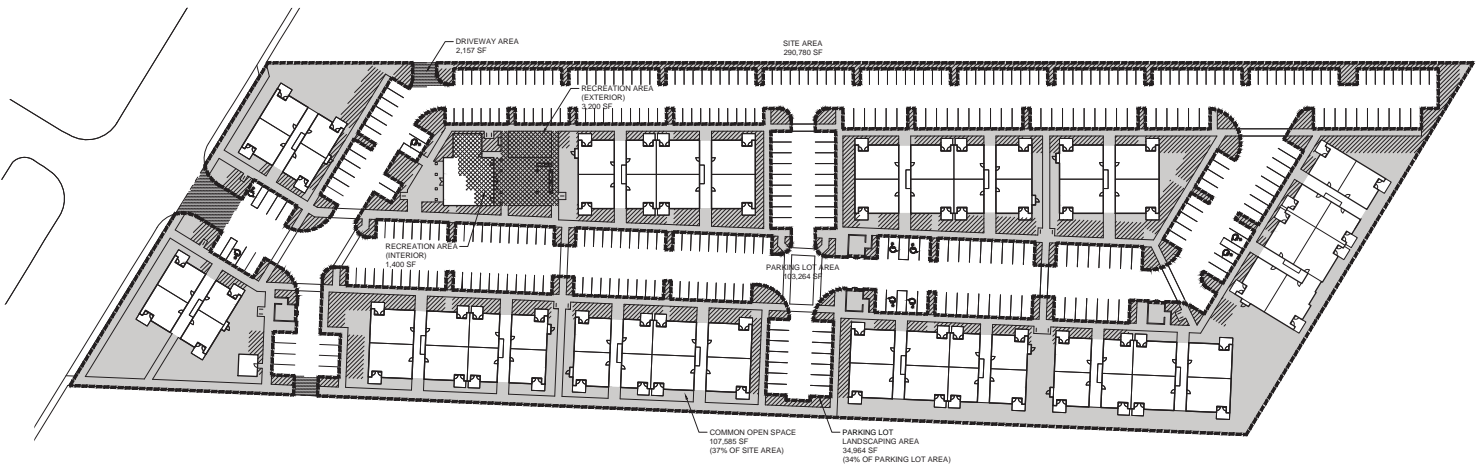 DRIVEWAY AREA
2,157 SF
SITE AREA
290,780 SF
RECREATION AREA
(EXTERIOR)
3,200 SF
RECREATION AREA
(INTERIOR)
1,400 SF
PARKING LOT AREA
103,264 SF
COMMON OPEN SPACE
107,585 SF
(37% OF SITE AREA)
PARKING LOT
LANDSCAPING AREA
34,964 SF
(34% OF PARKING LOT AREA)